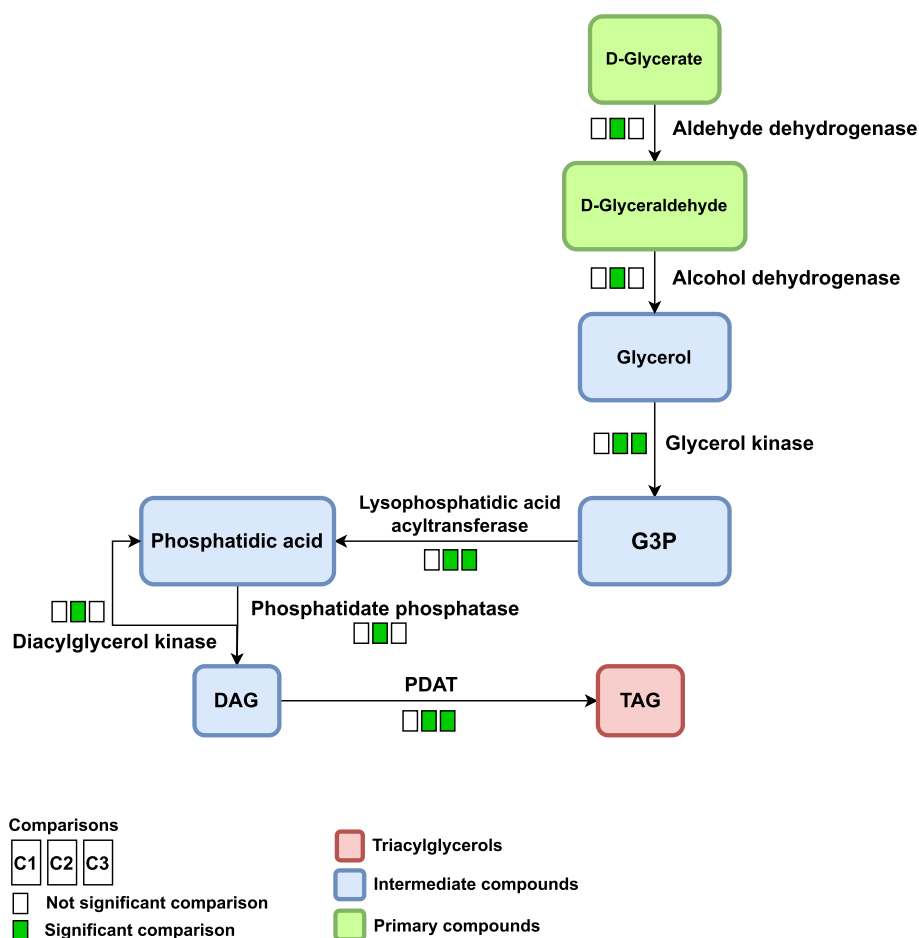 D-Glycerate
Aldehyde dehydrogenase
D-Glyceraldehyde
Alcohol dehydrogenase
Glycerol
Glycerol kinase
Lysophosphatidic acid
acyltransferase
Phosphatidic acid
G3P
Phosphatidate phosphatase
Diacylglycerol kinase
PDAT
DAG
TAG
Comparisons
C1 C2 C3
Not significant comparison
Significant comparison
Triacylglycerols
Intermediate compounds
Primary compounds